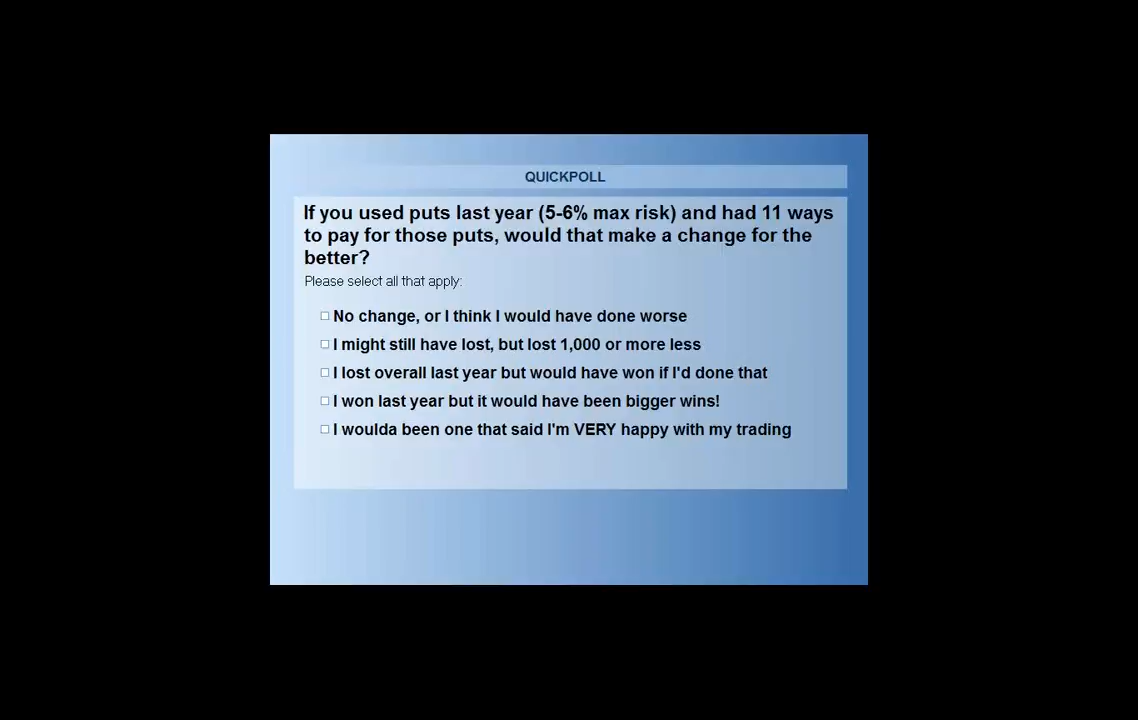 QUICKPOLL
If you used puts last year (5-6% max risk) and had 11 ways
to pay for those puts, would that make a change for the
better?
Please select all that apply:
No change, or I think I would have done worse
I might still have lost, but lost 1,000 or more less
I lost overall last year but would have won if I'd done that
I won last year but it would have been bigger wins!
I woulda been one that said I'm VERY happy with my trading